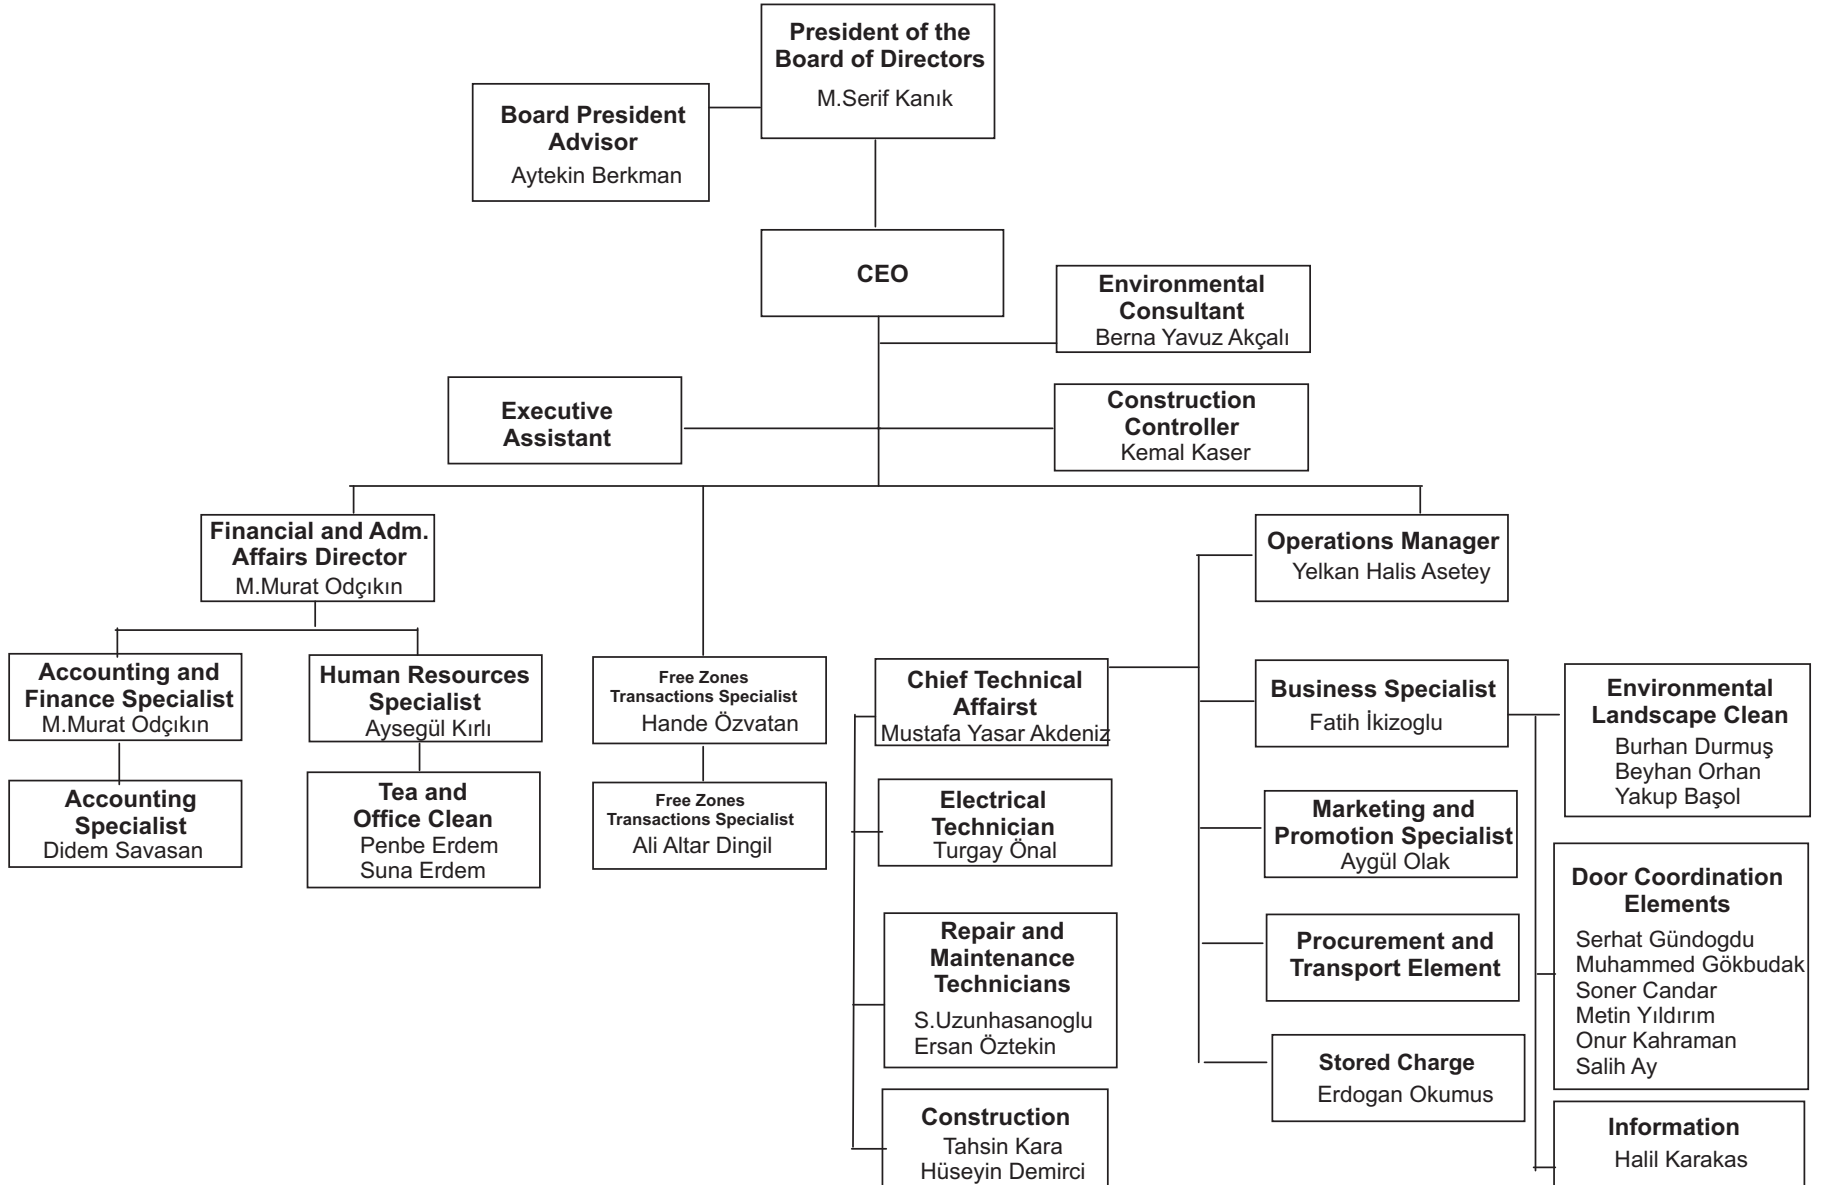 President of the
Board of Directors
M.Serif Kanık
Board President
Advisor
Aytekin Berkman
CEO
Environmental
Consultant
Berna Yavuz Akçalı
Executive
Assistant
Construction
Controller
Kemal Kaser
Financial and Adm.
Affairs Director
M.Murat Odçıkın
Operations Manager
Yelkan Halis Asetey
Accounting and
Finance Specialist
M.Murat Odçıkın
Human Resources
Specialist
Aysegül Kırlı
Free Zones
Transactions Specialist
Hande Özvatan
Chief Technical
Affairst
Mustafa Yasar Akdeniz
Business Specialist
Fatih İkizoglu
Environmental
Landscape Clean
Burhan Durmuş
Beyhan Orhan
Yakup Başol
Accounting
Specialist
Didem Savasan
Tea and
Office Clean
Penbe Erdem
Suna Erdem
Free Zones
Transactions Specialist
Ali Altar Dingil
Electrical
Technician
Turgay Önal
Marketing and
Promotion Specialist
Aygül Olak
Door Coordination
Elements
Serhat Gündogdu
Muhammed Gökbudak
Soner Candar
Metin Yıldırım
Onur Kahraman
Salih Ay
Repair and
Maintenance
Technicians
S.Uzunhasanoglu
Ersan Öztekin
Procurement and
Transport Element
Stored Charge
Erdogan Okumus
Construction
Tahsin Kara
Hüseyin Demirci
Information
Halil Karakas